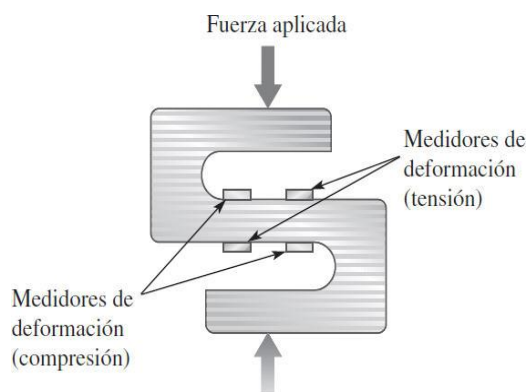 Fuerza aplicada
Medidores de
deformación
(tensión)
Medidores de
deformación
(compresión)